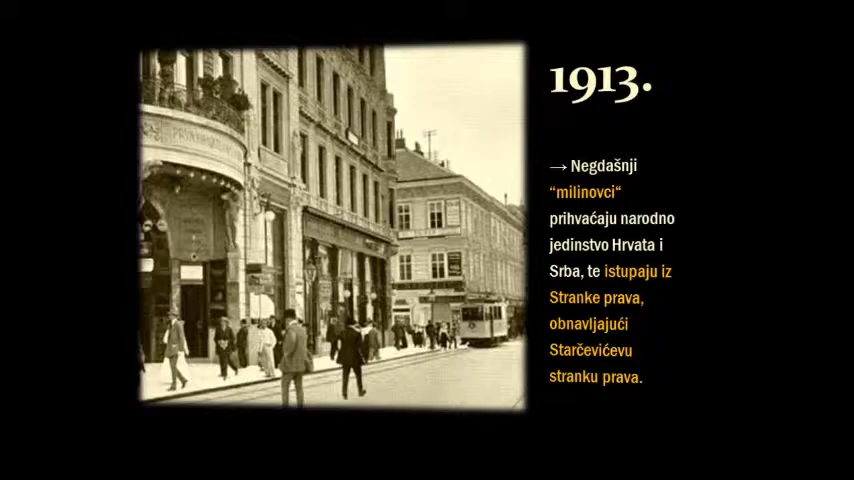 1913.
→ Negdašnji
“milinovci“
prihvaćaju narodno
jedinstvo Hrvata i
Srba, te istupaju iz
Stranke prava,
obnavljajući
Starčevićevu
stranku prava.